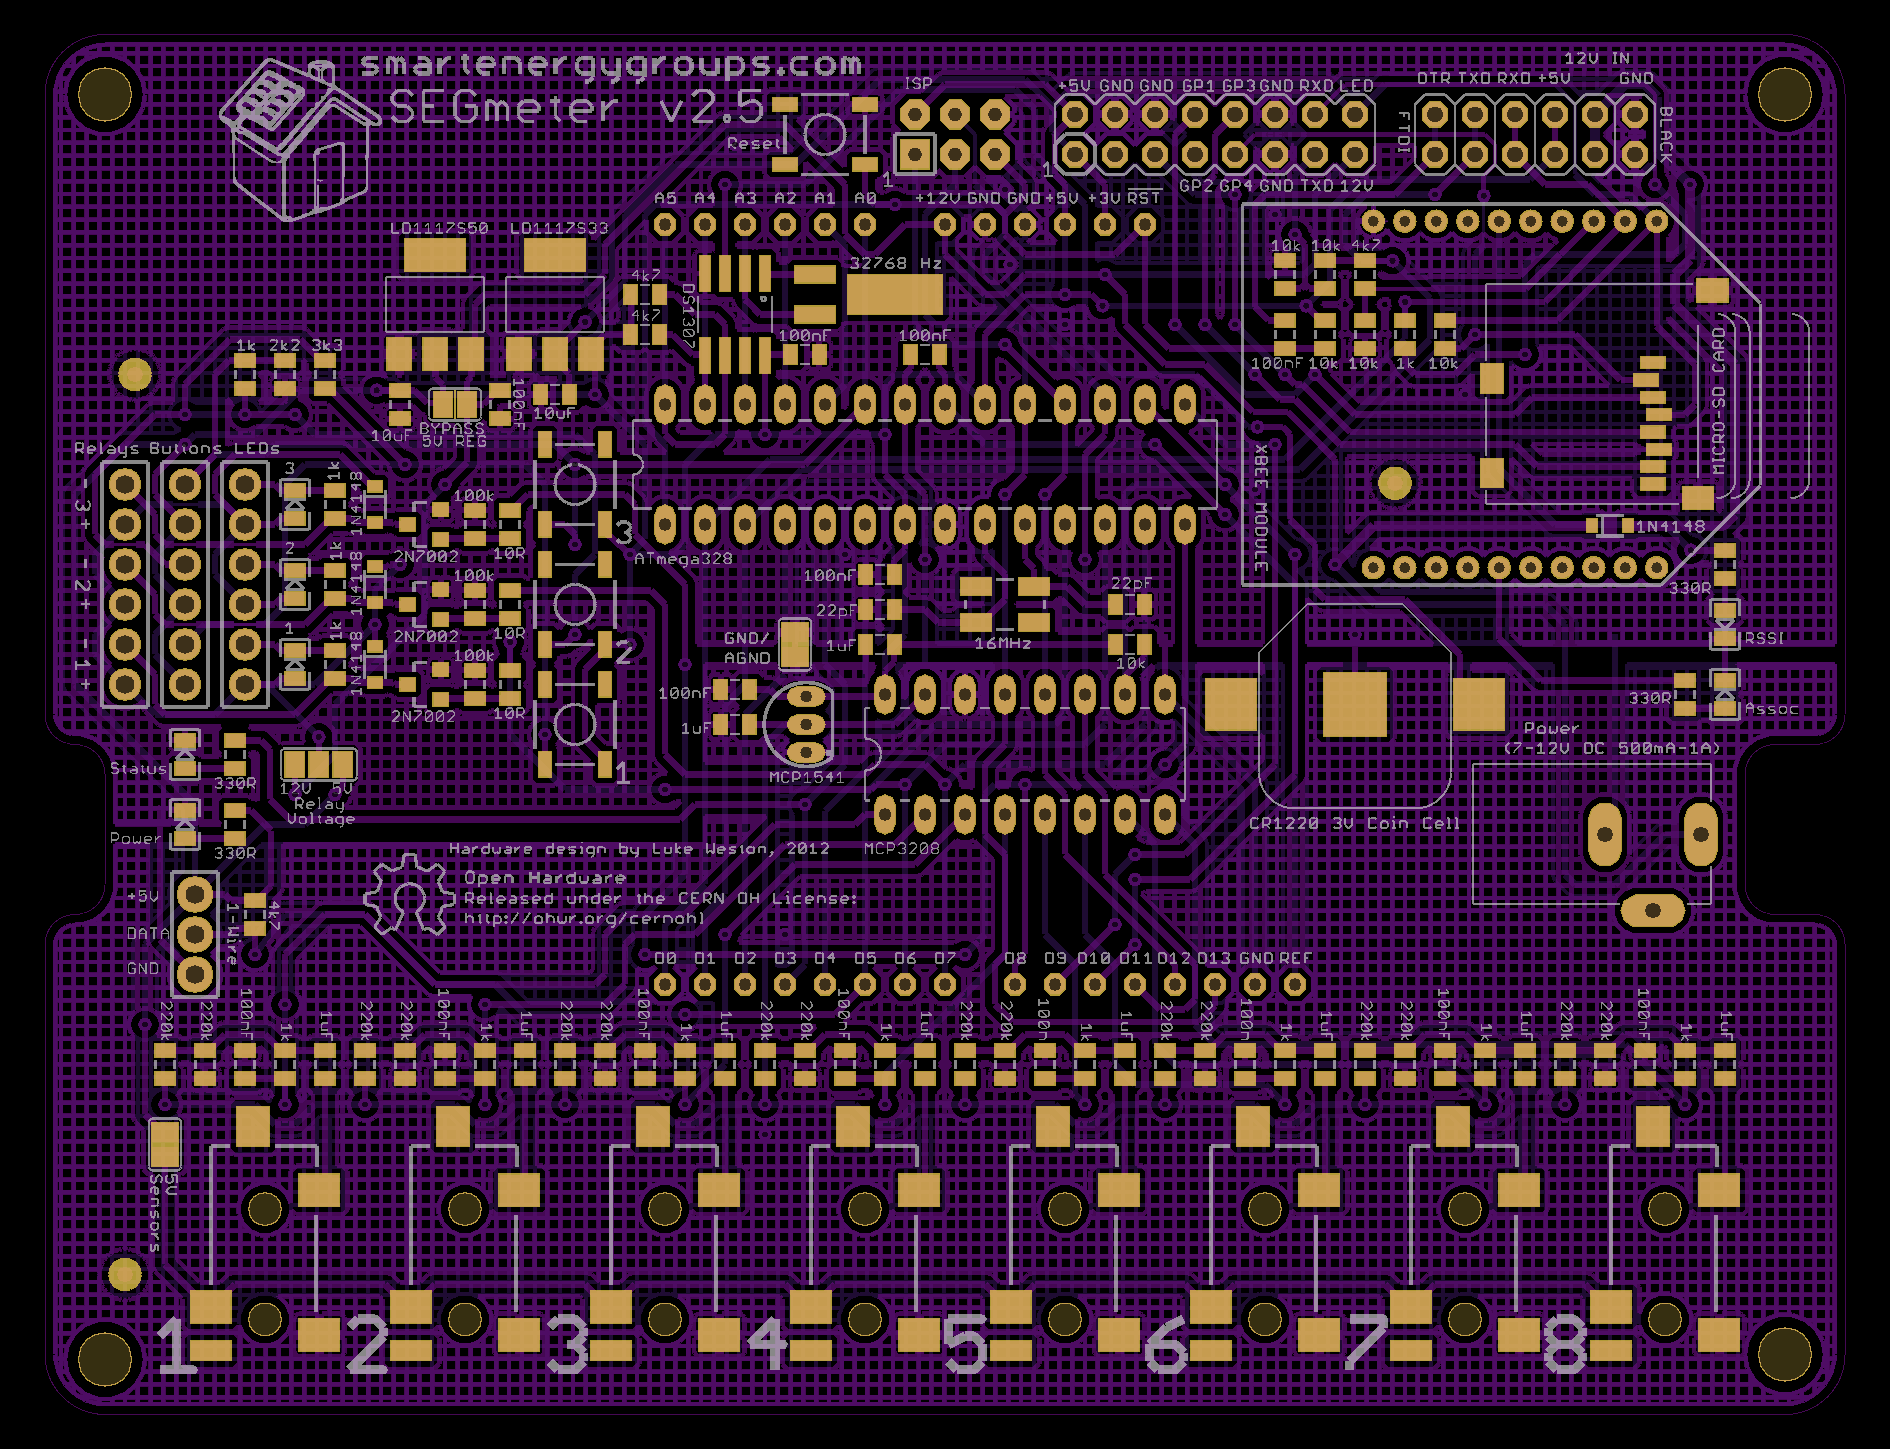 smartenergygroups.com
SEGmeter v2.5
Reset
ISP
1
+5V GND GND GP1 GP3 GND RXD LED
1
GP2 GP4 GND TXD 12V
12V IN
DTR TXD RXD +5V GND
FTDI
BLACK
A5 A4 A3 A2 A1 A0
+12V GND GND +5V +3V RST
LD1117S50 LD1117S33
4k7
4k7
DS1307
32768 Hz
100nF 100nF
10k 10k 4k7
100nF 10k 10k 1k 10k
MICRO-SD CARD
XBEE MODULE
1N4148
330R
RSSI
330R
Assoc
1k 2k2 3k3
10uF
BYPASS
5V REG
100nF
10uF
Relays Buttons LEDs
- 3 +
- 2 +
- 1 +
3
1k
1N4148
100k
2N7002
10R
3
2
1k
1N4148
100k
2N7002
10R
2
1
1k
1N4148
100k
2N7002
10R
1
ATmega328
100nF
22pF
1uF
16MHz
22pF
10k
GND/
AGND
100nF
1uF
MCP1541
MCP3208
Status
330R
12V 5V
Relay
Voltage
Power
330R
CR1220 3V Coin Cell
Power
(7-12V DC 500mA-1A)
Hardware design by Luke Weston, 2012
Open Hardware
Released under the CERN OH License:
http://ohwr.org/cernohl
+5V
DATA
GND
1-Wire
4k7
D0 D1 D2 D3 D4 D5 D6 D7
D8 D9 D10 D11 D12 D13 GND REF
220k 220k 100nF 1k 1uF 220k 220k 100nF 1k 1uF 220k 220k 100nF 1k 1uF 220k 220k 100nF 1k 1uF 220k 220k 100n 1k 1uF 220k 220k 100n 1k 1uF 220k 220k 100nF 1k 1uF 220k 220k 100nF 1k 1uF
5V
Sensors
1 2 3 4 5 6 7 8